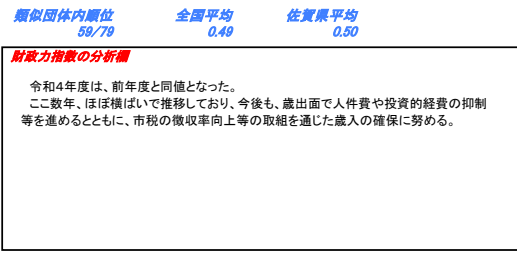 類似団体内順位 全国平均 佐賀県平均
59/79 0.49 0.50
財政力指数の分析欄
令和4年度は、前年度と同値となった。
ここ数年、ほぼ横ばいで推移しており、今後も、歳出面で人件費や投資的経費の抑制
等を進めるとともに、市税の徴収率向上等の取組を通じた歳入の確保に努める。